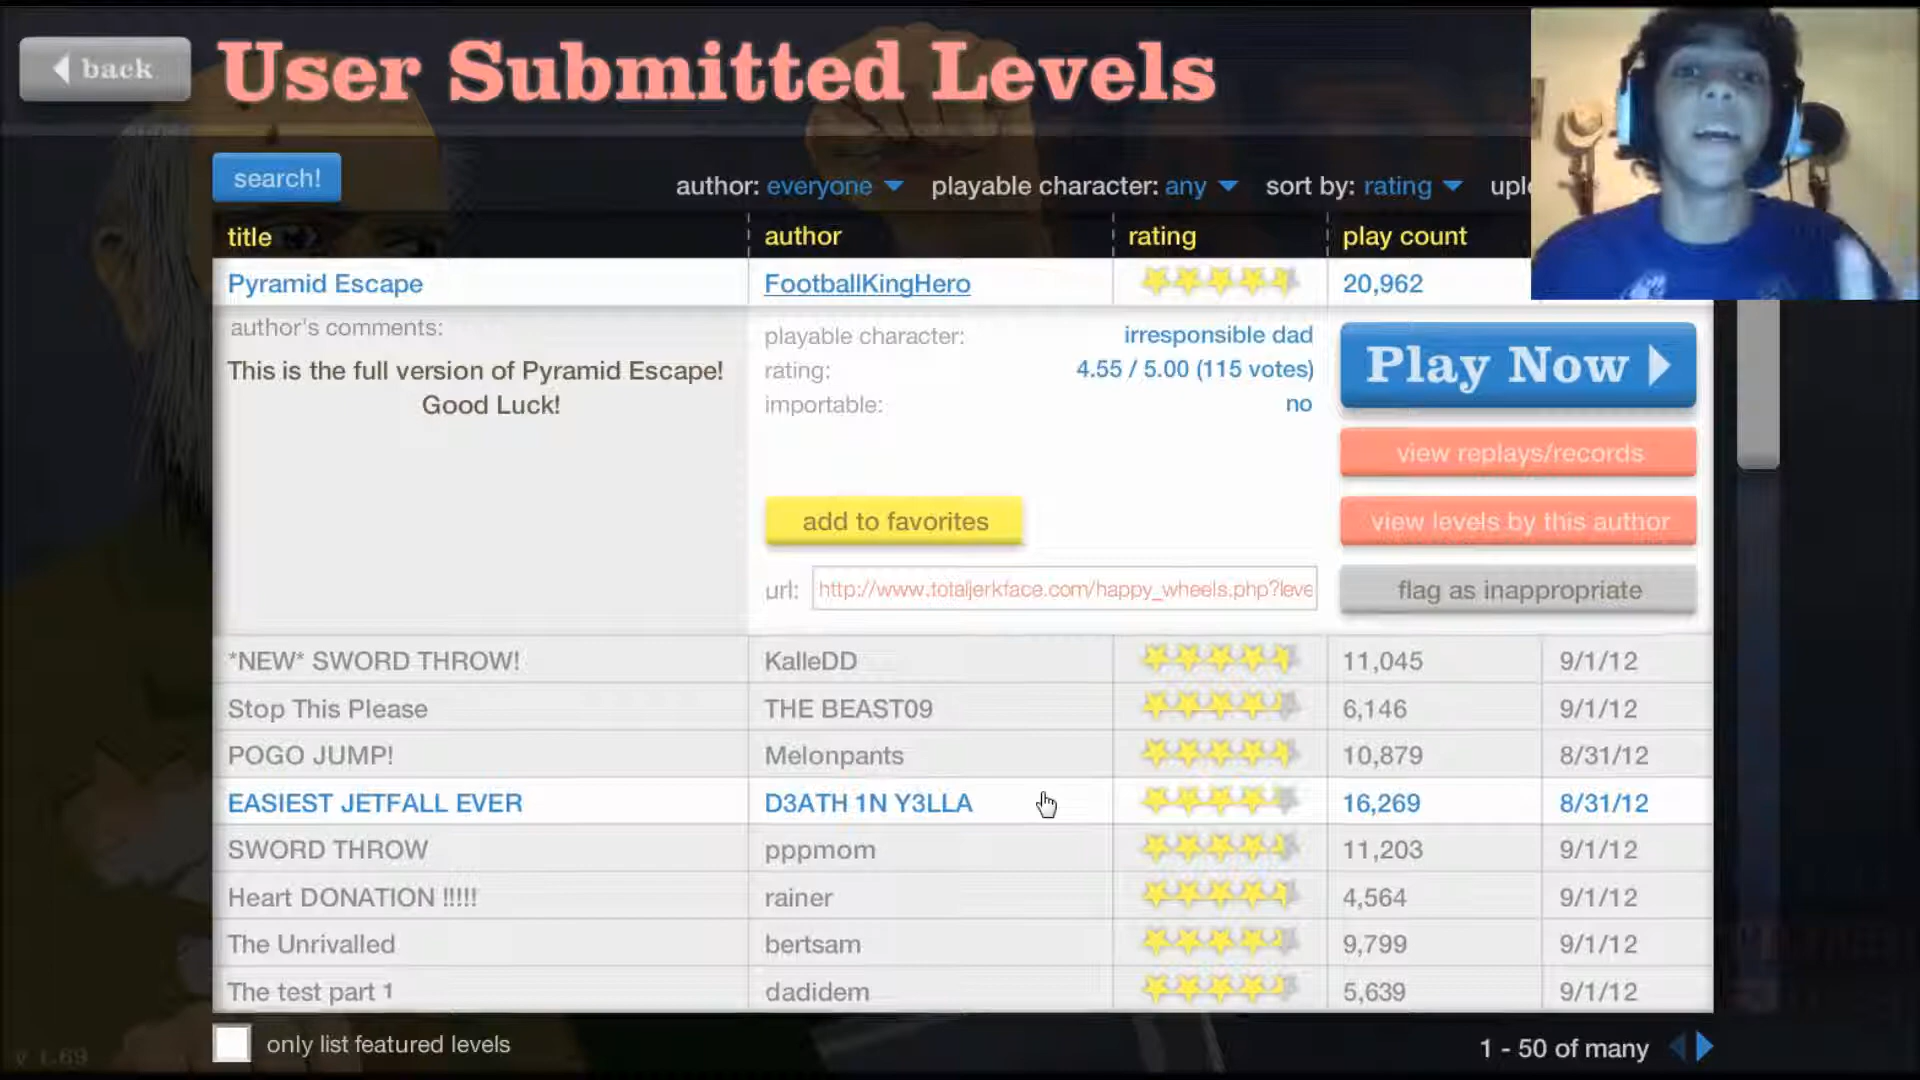 back
User Submitted Levels
search!
author: everyone playable character: any sort by: rating uplo
title author rating play count
Pyramid Escape FootballKingHero 20,962
author's comments:
This is the full version of Pyramid Escape!
Good Luck!
playable character: irresponsible dad
rating: 4.55 / 5.00 (115 votes)
importable: no
Play Now
view replays/records
add to favorites
view levels by this author
url: http://www.totaljerkface.com/happy_wheels.php?leve
flag as inappropriate
*NEW* SWORD THROW! KalleDD 11,045 9/1/12
Stop This Please THE BEAST09 6,146 9/1/12
POGO JUMP! Melonpants 10,879 8/31/12
EASIEST JETFALL EVER D3ATH 1N Y3LLA 16,269 8/31/12
SWORD THROW pppmom 11,203 9/1/12
Heart DONATION !!!!! rainer 4,564 9/1/12
The Unrivalled bertsam 9,799 9/1/12
The test part 1 dadidem 5,639 9/1/12
only list featured levels
1 - 50 of many
v 1.69